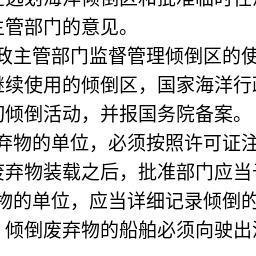 主管部门的意见。
政主管部门监督管理倾倒区的使
继续使用的倾倒区，国家海洋行政
刀倾倒活动，并报国务院备案。
弃物的单位，必须按照许可证注
废弃物装载之后，批准部门应当予
物的单位，应当详细记录倾倒的
倾倒废弃物的船舶必须向驶出沿